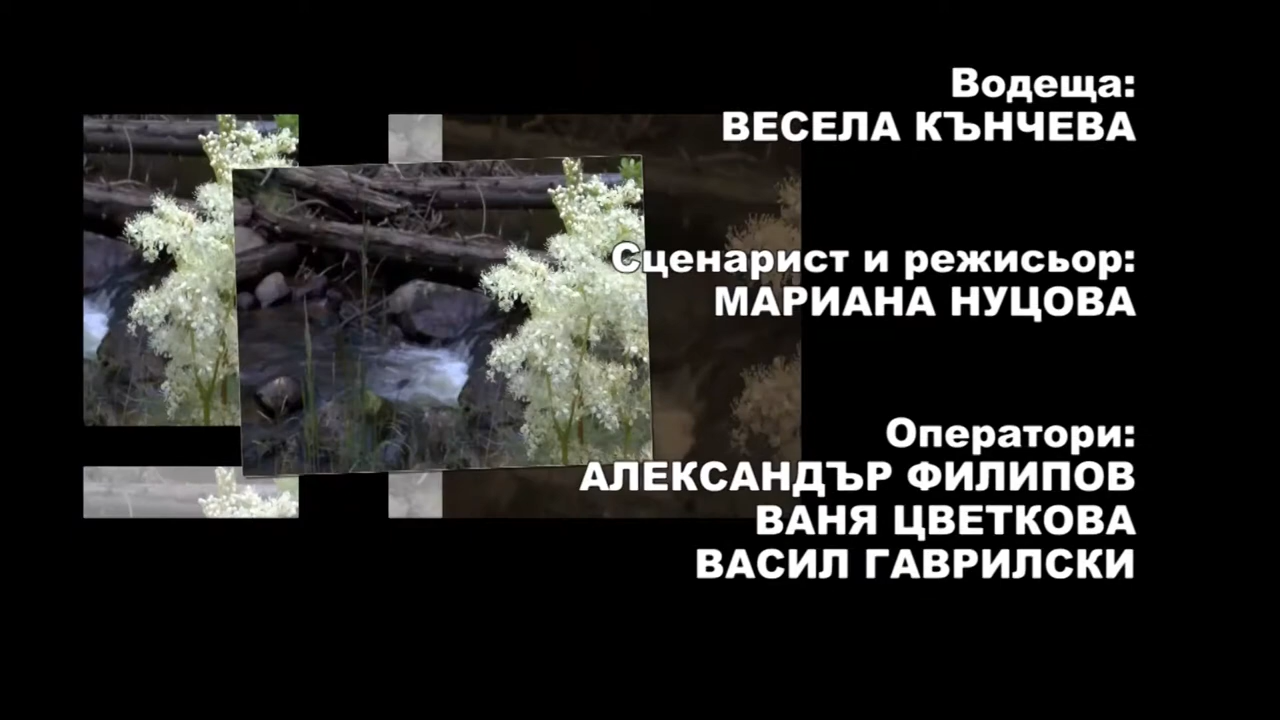 Водеща:
ВЕСЕЛА КЪНЧЕВА
Сценарист и режисьор:
МАРИАНА НУЦОВА
Оператори:
АЛЕКСАНДЪР ФИЛИПОВ
ВАНЯ ЦВЕТКОВА
ВАСИЛ ГАВРИЛСКИ